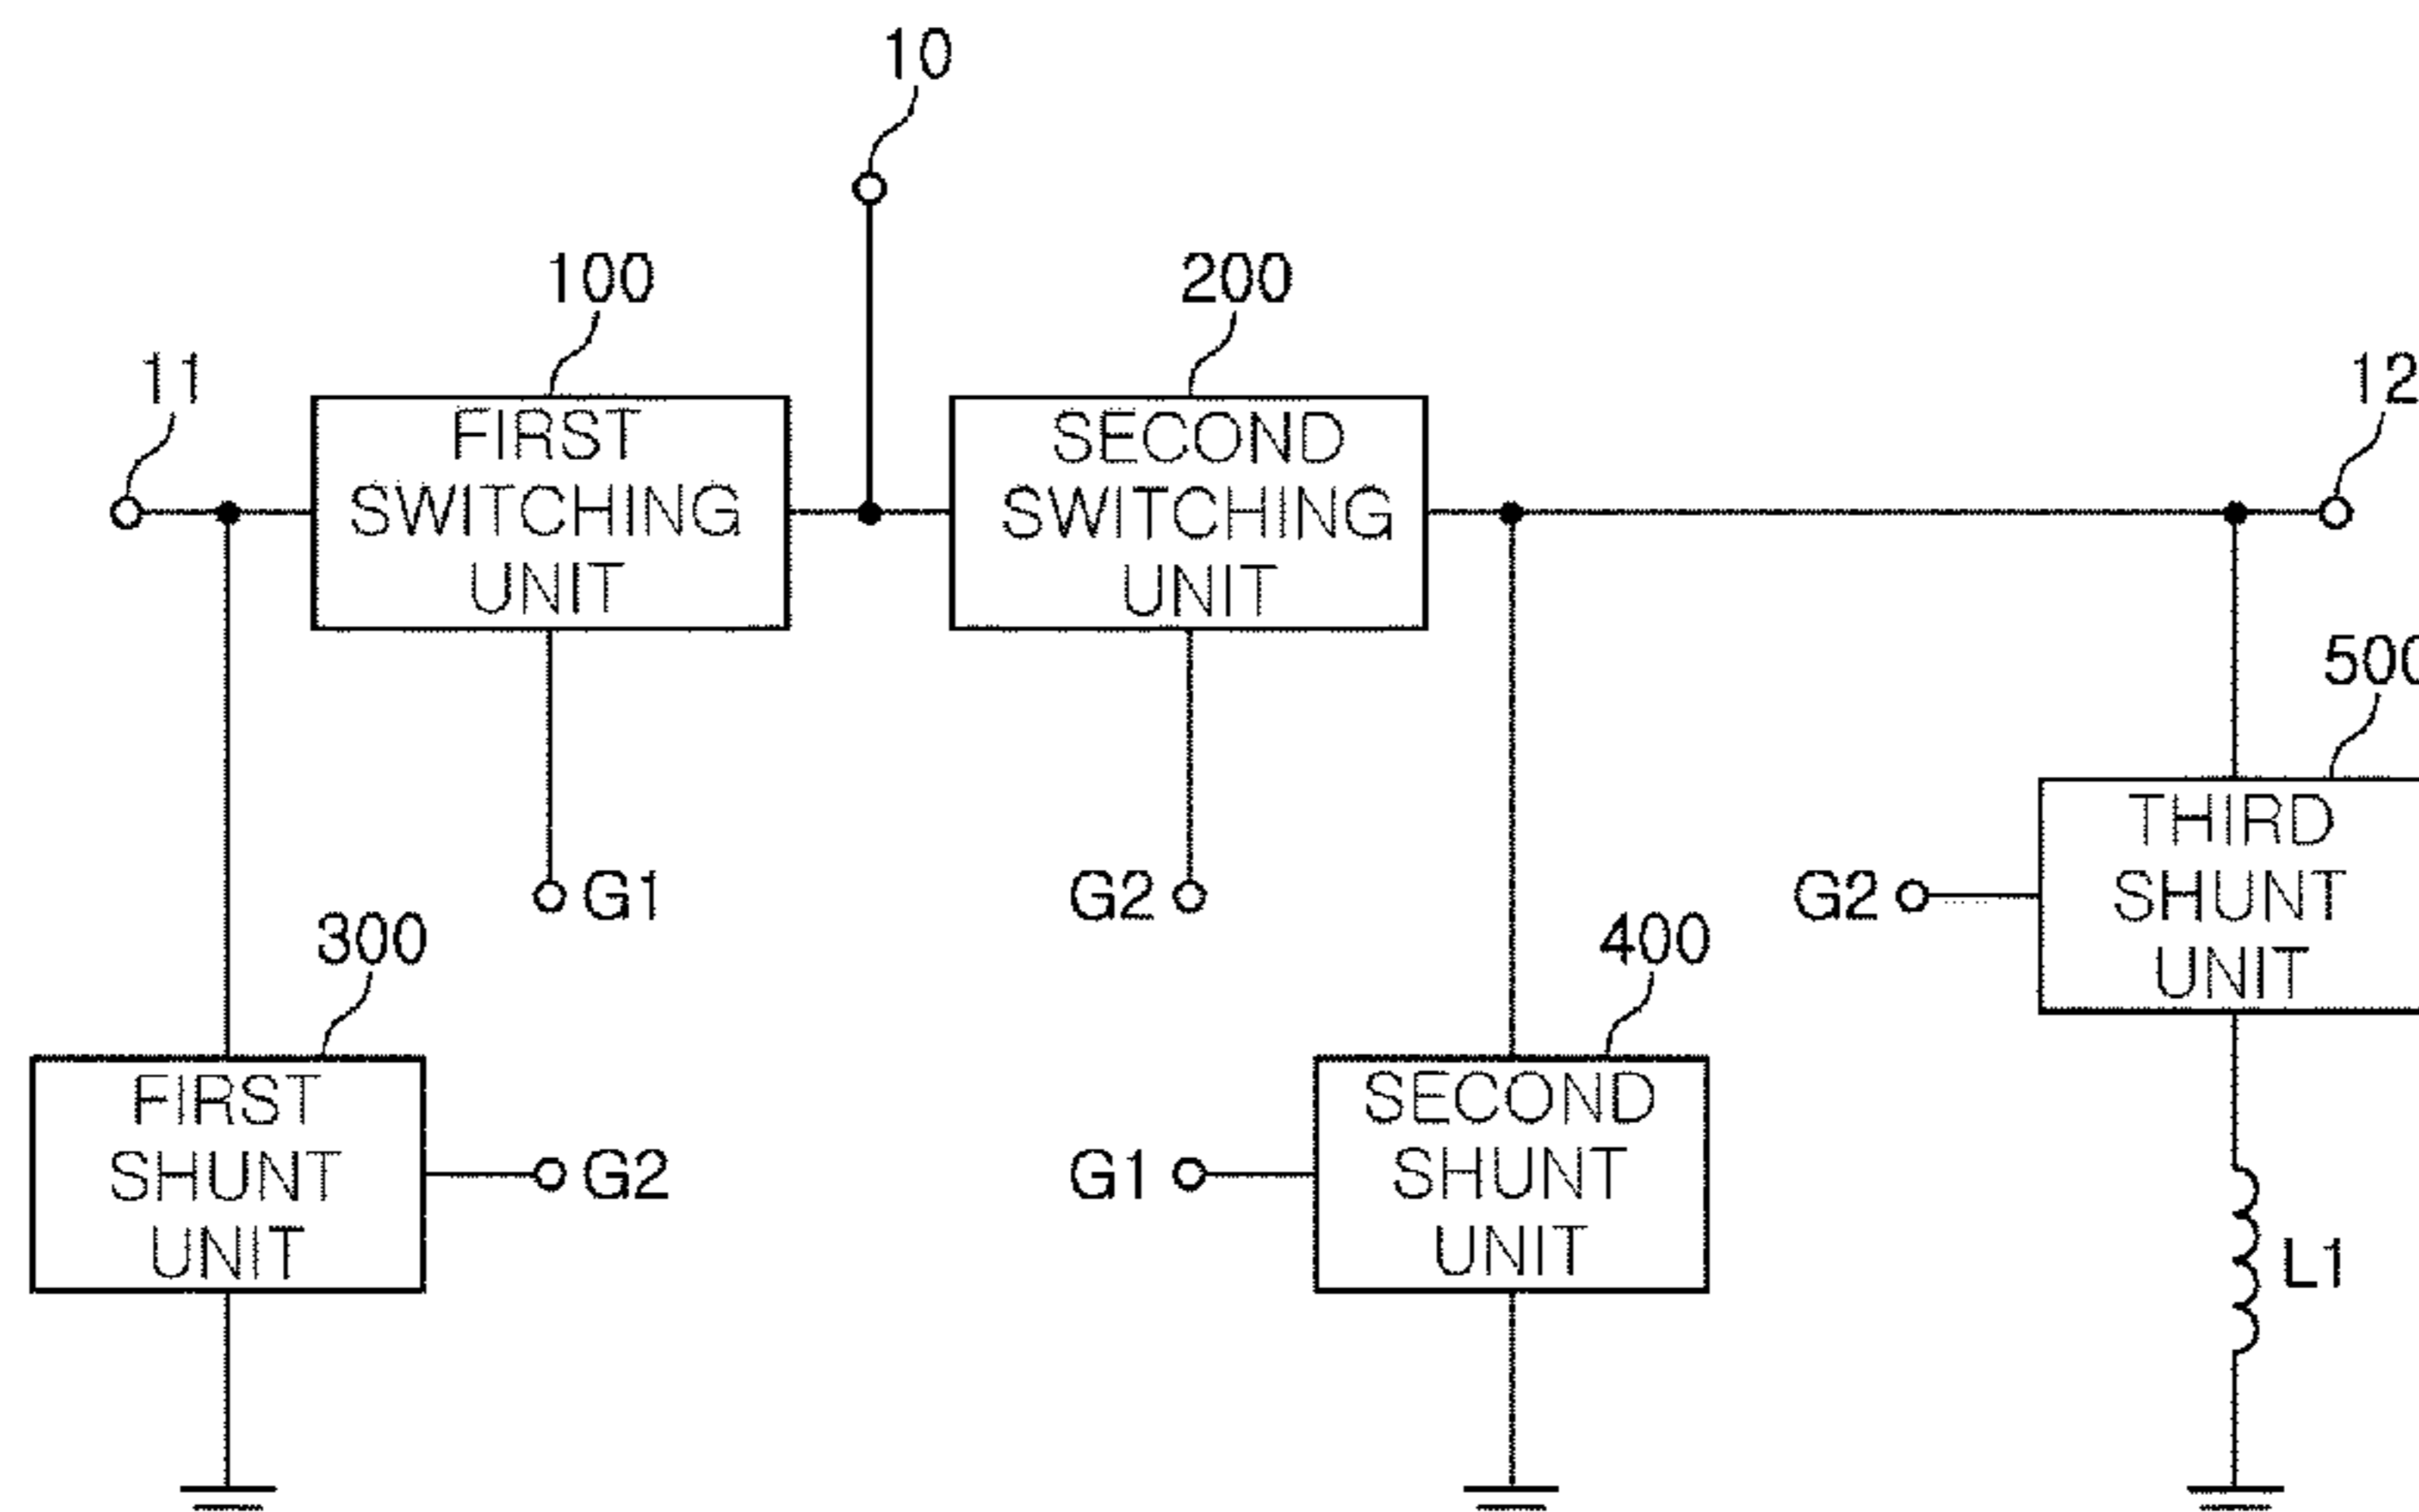 10
100
200
11
12
FIRST
SWITCHING
UNIT
SECOND
SWITCHING
UNIT
500
THIRD
SHUNT
UNIT
G1
G2
G2
300
400
FIRST
SHUNT
UNIT
G2
G1
SECOND
SHUNT
UNIT
L1